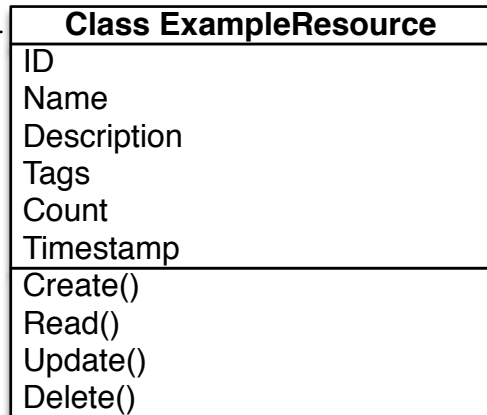 Class ExampleResource
ID
Name
Description
Tags
Count
Timestamp
Create()
Read()
Update()
Delete()